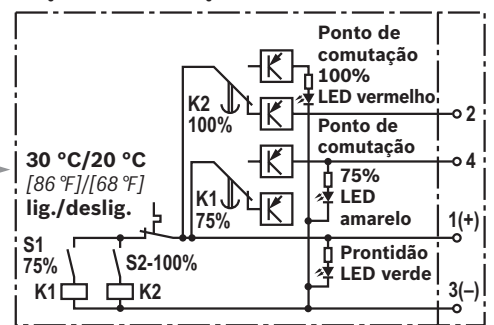 Ponto de
comutação
100%
LED vermelho
K2
100%
2
Ponto de
comutação
4
30 °C/20 °C
[86 °F]/[68 °F]
lig./deslig.
75%
LED
amarelo
K1
75%
1(+)
S1
75%
S2-100%
Prontidão
LED verde
K1
K2
3(–)